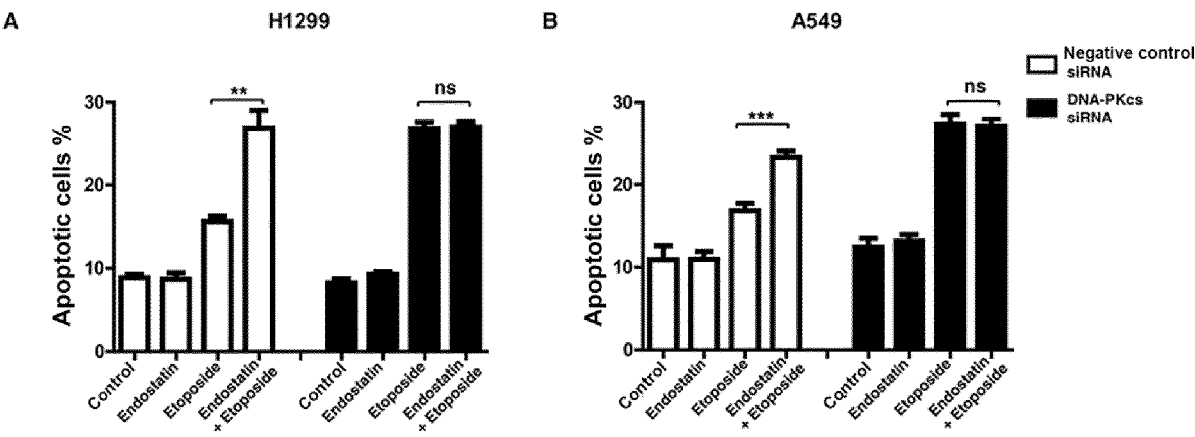 A
H1299
B
A549
Negative control
siRNA
DNA-PKcs
siRNA
Apoptotic cells %
30
20
10
0
**
ns
Control
Endostatin
Etoposide
Endostatin
+ Etoposide
Control
Endostatin
Etoposide
Endostatin
+ Etoposide
Apoptotic cells %
30
20
10
0
***
ns
Control
Endostatin
Etoposide
Endostatin
+ Etoposide
Control
Endostatin
Etoposide
Endostatin
+ Etoposide